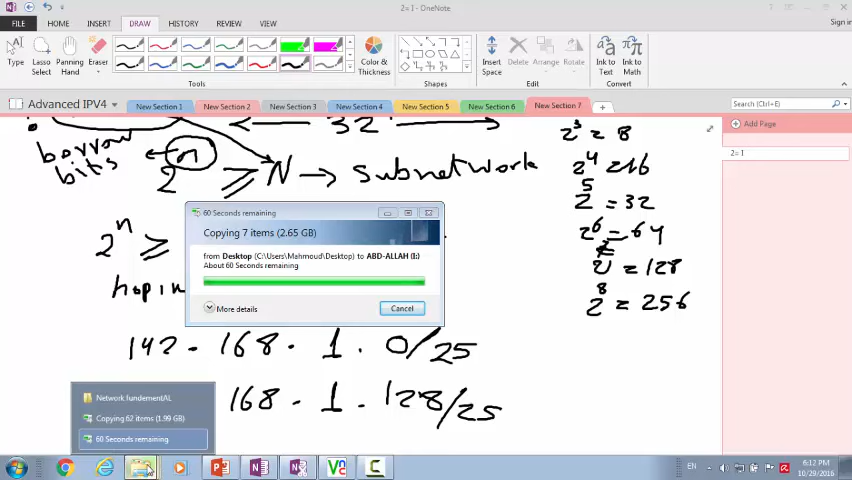 2= I - OneNote
Sign in
FILE HOME INSERT DRAW HISTORY REVIEW VIEW
Type
Lasso Select
Panning Hand
Eraser
Color & Thickness
Insert Space
Delete
Arrange
Rotate
Ink to Text
Ink to Math
Tools
Shapes
Edit
Convert
Advanced IPV4
New Section 1 New Section 2 New Section 3 New Section 4 New Section 5 New Section 6 New Section 7
Search (Ctrl+E)
Add Page
2= I
32
borrow
bits
n
2 ≥ N → subnetwork
2^3 = 8
2^4 = 16
2^5 = 32
2^6 = 64
= 128
2^8 = 256
2^n ≥
60 Seconds remaining
Copying 7 items (2.65 GB)
from Desktop (C:\Users\Mahmoud\Desktop) to ABD-ALLAH (I:)
About 60 Seconds remaining
More details
Cancel
192.168.1.0/25
168.1.128/25
Network fundementAL
Copying 62 items (1.99 GB)
60 Seconds remaining
EN
6:12 PM
10/29/2016